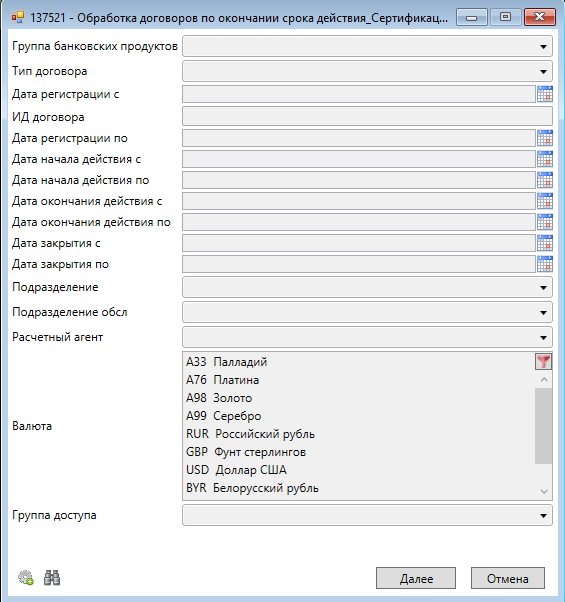 137521 - Обработка договоров по окончании срока действия_Сертификац...
Группа банковских продуктов
Тип договора
Дата регистрации с
ИД договора
Дата регистрации по
Дата начала действия с
Дата начала действия по
Дата окончания действия с
Дата окончания действия по
Дата закрытия с
Дата закрытия по
Подразделение
Подразделение обсл
Расчетный агент
Валюта
A33 Палладий
A76 Платина
A98 Золото
A99 Серебро
RUR Российский рубль
GBP Фунт стерлингов
USD Доллар США
BYR Белорусский рубль
Группа доступа
Далее
Отмена